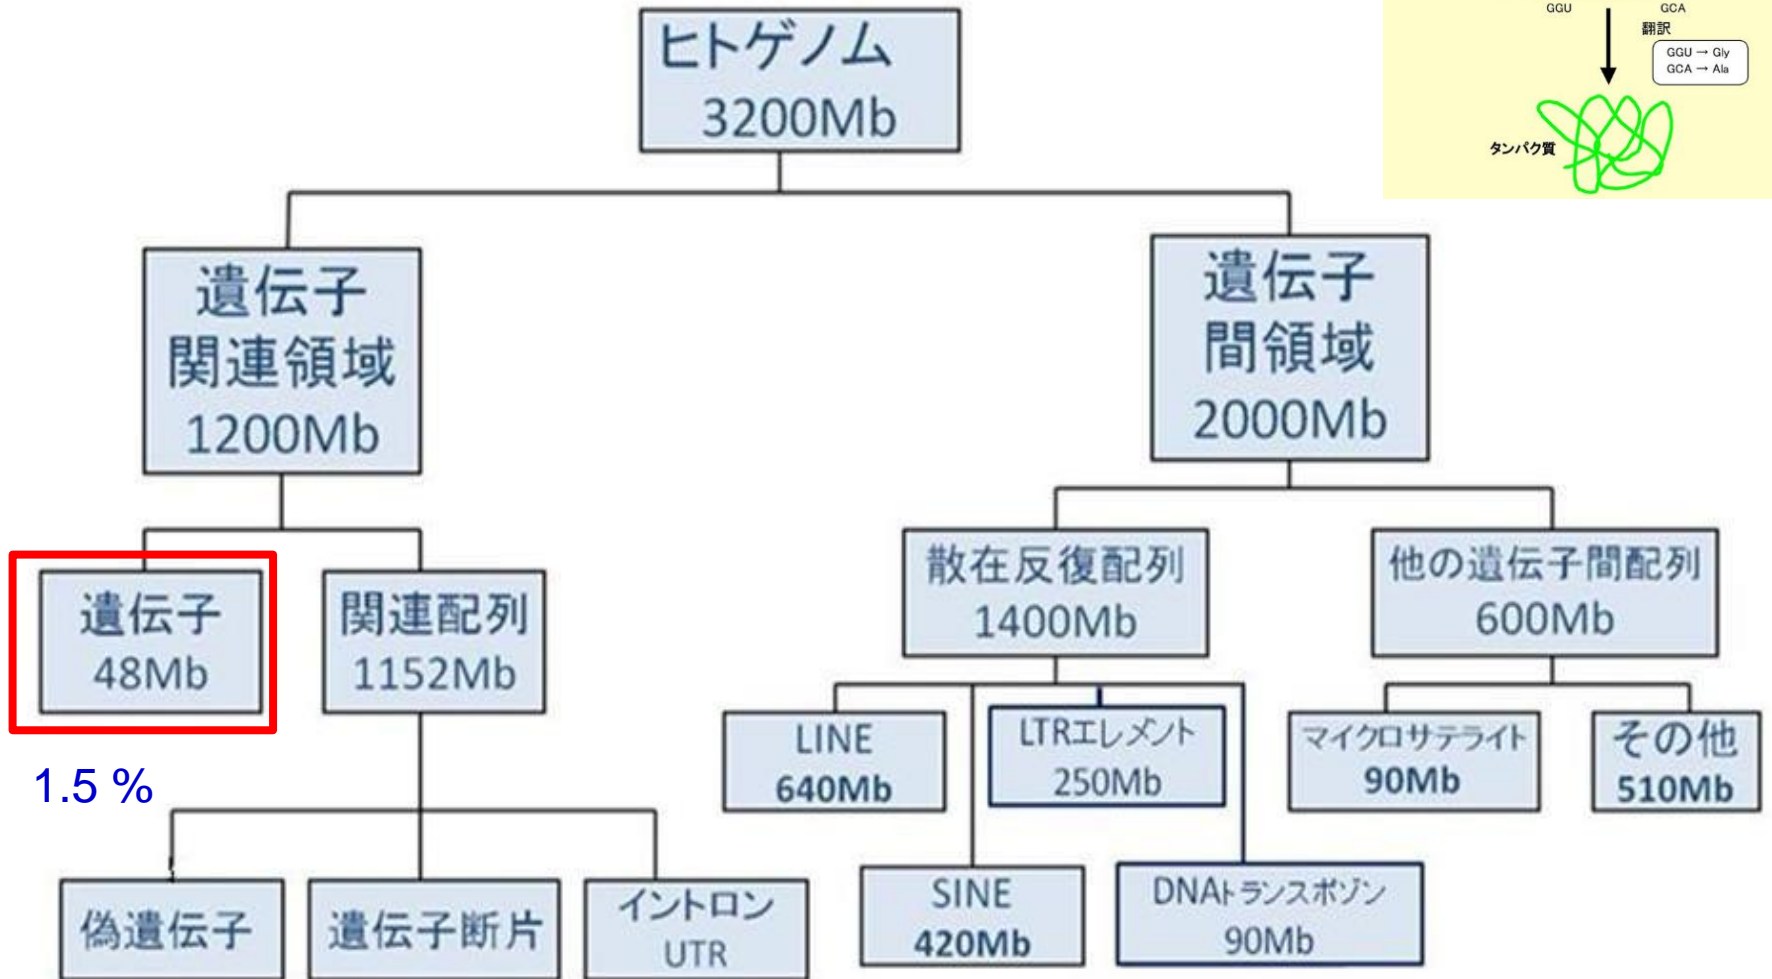 GGU GCA
翻訳
GGU → Gly
GCA → Ala
タンパク質
ヒトゲノム
3200Mb
遺伝子
関連領域
1200Mb
遺伝子
間領域
2000Mb
遺伝子
48Mb
関連配列
1152Mb
散在反復配列
1400Mb
他の遺伝子間配列
600Mb
1.5 %
LINE
640Mb
LTRエレメント
250Mb
マイクロサテライト
90Mb
その他
510Mb
偽遺伝子
遺伝子断片
イントロン
UTR
SINE
420Mb
DNAトランスポゾン
90Mb